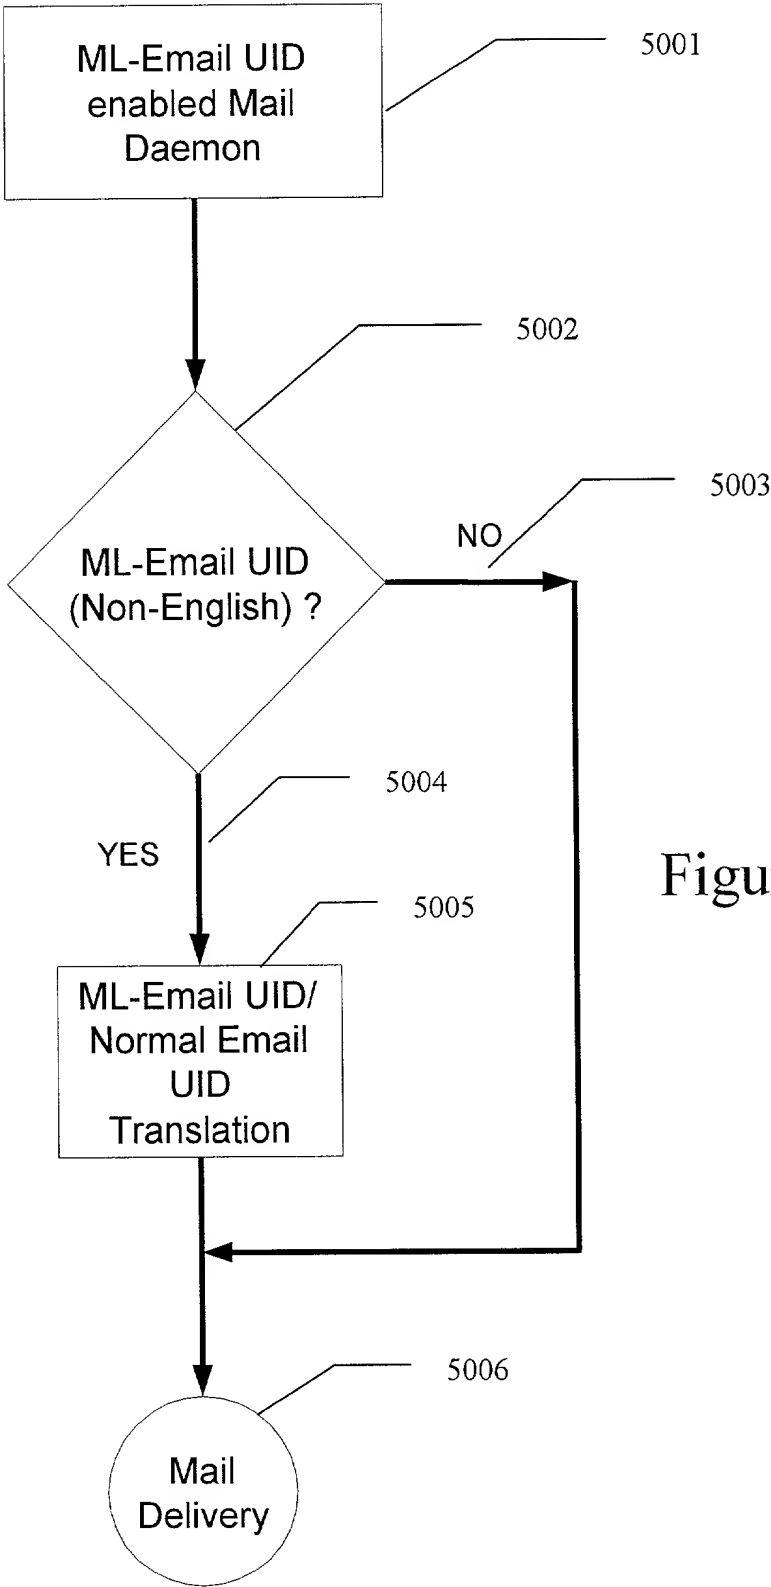 ML-Email UID
enabled Mail
Daemon
5001
5002
ML-Email UID
(Non-English) ?
NO
5003
YES
5004
5005
ML-Email UID/
Normal Email
UID
Translation
Figu
5006
Mail
Delivery